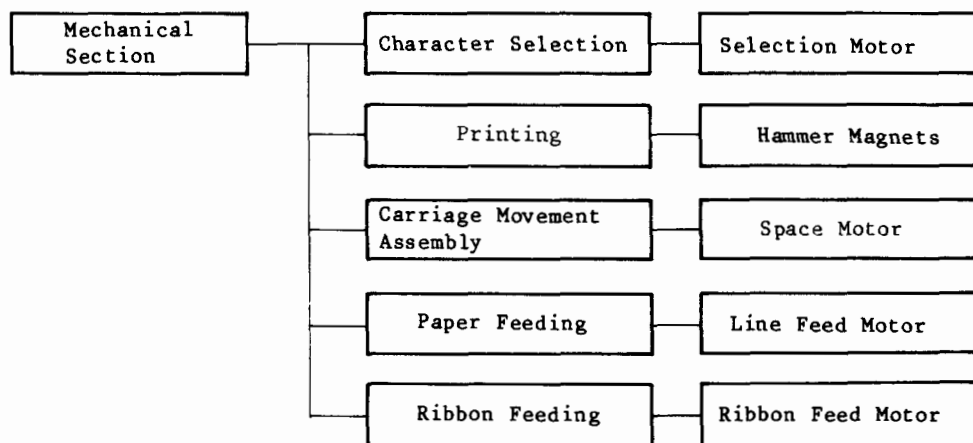 Mechanical
Section
Character Selection
Selection Motor
Printing
Hammer Magnets
Carriage Movement
Assembly
Space Motor
Paper Feeding
Line Feed Motor
Ribbon Feeding
Ribbon Feed Motor